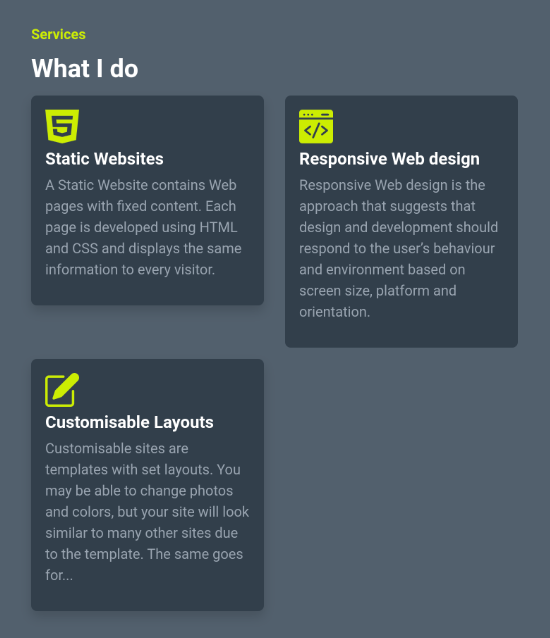 Services
What I do
Static Websites
A Static Website contains Web
pages with fixed content. Each
page is developed using HTML
and CSS and displays the same
information to every visitor.
Responsive Web design
Responsive Web design is the
approach that suggests that
design and development should
respond to the user's behaviour
and environment based on
screen size, platform and
orientation.
Customisable Layouts
Customisable sites are
templates with set layouts. You
may be able to change photos
and colors, but your site will look
similar to many other sites due
to the template. The same goes
for...